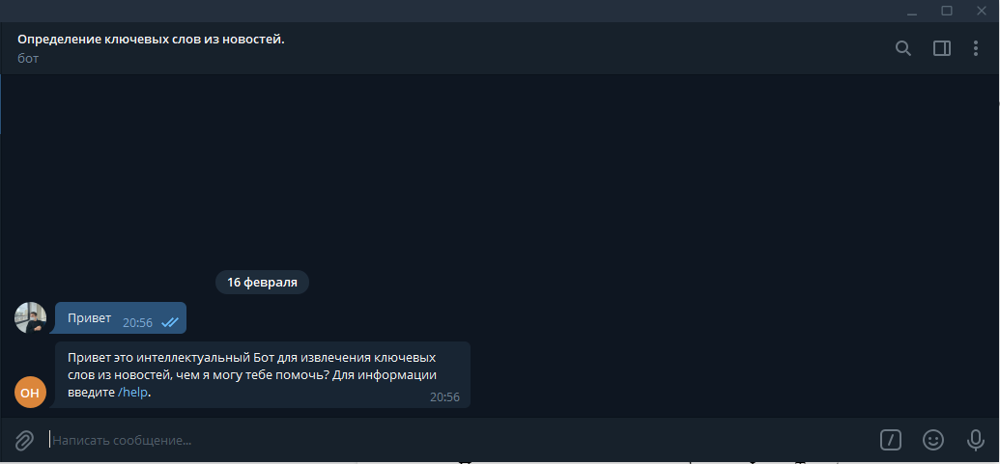 Определение ключевых слов из новостей.
бот
16 февраля
Привет 20:56
Привет это интеллектуальный Бот для извлечения ключевых
слов из новостей, чем я могу тебе помочь? Для информации
введите /help.
20:56
ОН
Написать сообщение...